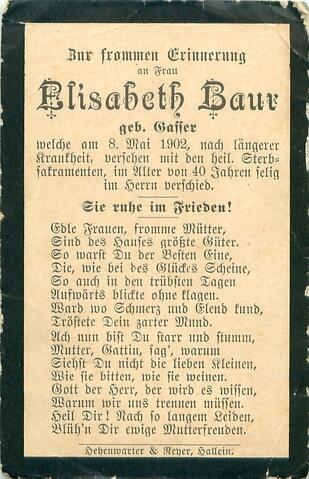 Zur frommen Erinnerung
an Frau
Elisabeth Baur
geb. Gasser
welche am 8. Mai 1902, nach längerer
Krankheit, versehen mit den heil. Sterb-
sakramenten, im Alter von 40 Jahren selig
im Herrn verschied.
Sie ruhe im Frieden!
Edle Frauen, fromme Mütter,
Sind des Hauses größte Güter.
So warst Du der Besten Eine,
Die, wie bei des Glückes Scheine,
So auch in den trübsten Tagen
Aufwärts blickte ohne klagen.
Ward wo Schmerz und Elend kund,
Tröstete Dein zarter Mund.
Ach nun bist Du starr und stumm,
Mutter, Gattin, sag', warum
Siehst Du nicht die lieben Kleinen,
Wie sie bitten, wie sie weinen.
Gott der Herr, der wird es wissen,
Warum wir uns trennen müssen.
Heil Dir! Nach so langem Leiden,
Blüh'n Dir ewige Mutterfreuden.
Hehenwarter & Reyer, Hallein.